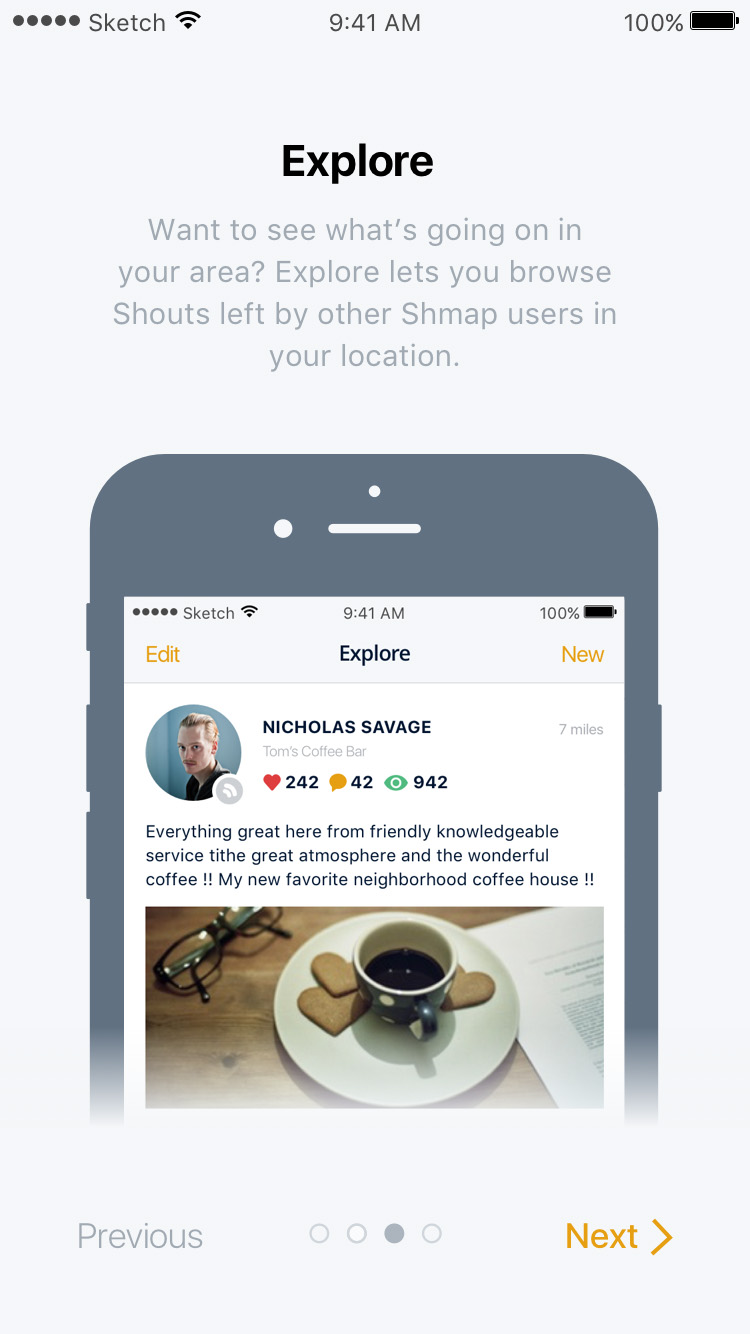 Sketch 9:41 AM 100%
Explore
Want to see what’s going on in
your area? Explore lets you browse
Shouts left by other Shmap users in
your location.
Sketch 9:41 AM 100%
Edit Explore New
NICHOLAS SAVAGE 7 miles
Tom’s Coffee Bar
242 42 942
Everything great here from friendly knowledgeable
service tithe great atmosphere and the wonderful
coffee !! My new favorite neighborhood coffee house !!
Previous Next